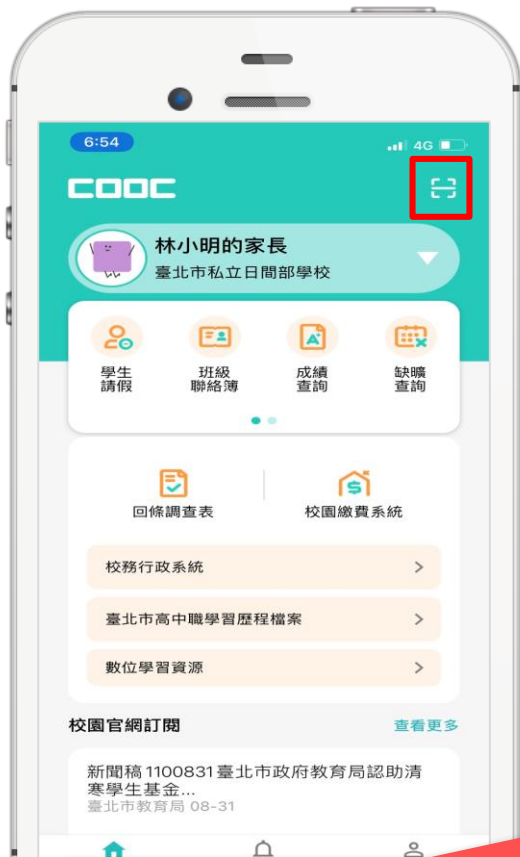 6:54
4G
COOC
林小明的家長
臺北市私立日間部學校
學生
請假
班級
聯絡簿
成績
查詢
缺曠
查詢
回條調查表
校園繳費系統
校務行政系統
臺北市高中職學習歷程檔案
數位學習資源
校園官網訂閱
查看更多
新聞稿1100831臺北市政府教育局認助清
寒學生基金...
臺北市教育局 08-31